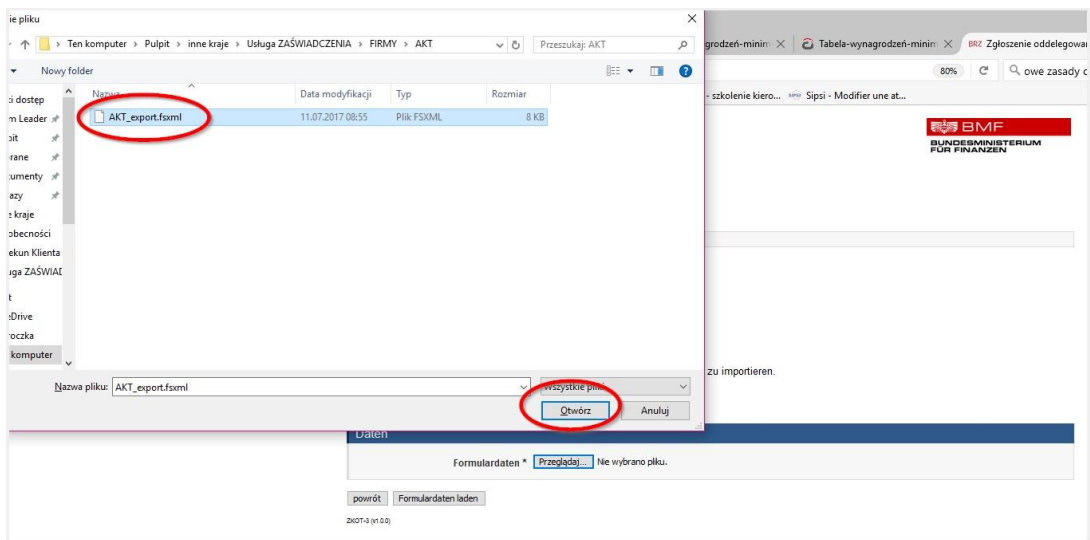 ie pliku
Ten komputer > Pulpit > inne kraje > Usługa ZAŚWIADCZENIA > FIRMY > AKT
Przeszukaj: AKT
grodzeń-minim
Tabela-wynagrodzeń-minim
BRZ Zgłoszenie oddelegowa
Nowy folder
80%
owe zasady c
Nazwa
Data modyfikacji
Typ
Rozmiar
- szkolenie kiero...
SIPSI Sipsi - Modifier une at...
ci dostęp
AKT_export.fsxml
11.07.2017 08:55
Plik FSXML
8 KB
m Leader
pit
rane
umenty
azy
e kraje
obecności
ekun Klienta
uga ZAŚWIAD
t
eDrive
roczka
komputer
BMF
BUNDESMINISTERIUM
FÜR FINANZEN
zu importieren.
Nazwa pliku: AKT_export.fsxml
Wszystkie pliki
Otwórz
Anuluj
Daten
Formulardaten * Przeglądaj... Nie wybrano pliku.
powrót
Formulardaten laden
ZKOT-3 (v1.0.0)